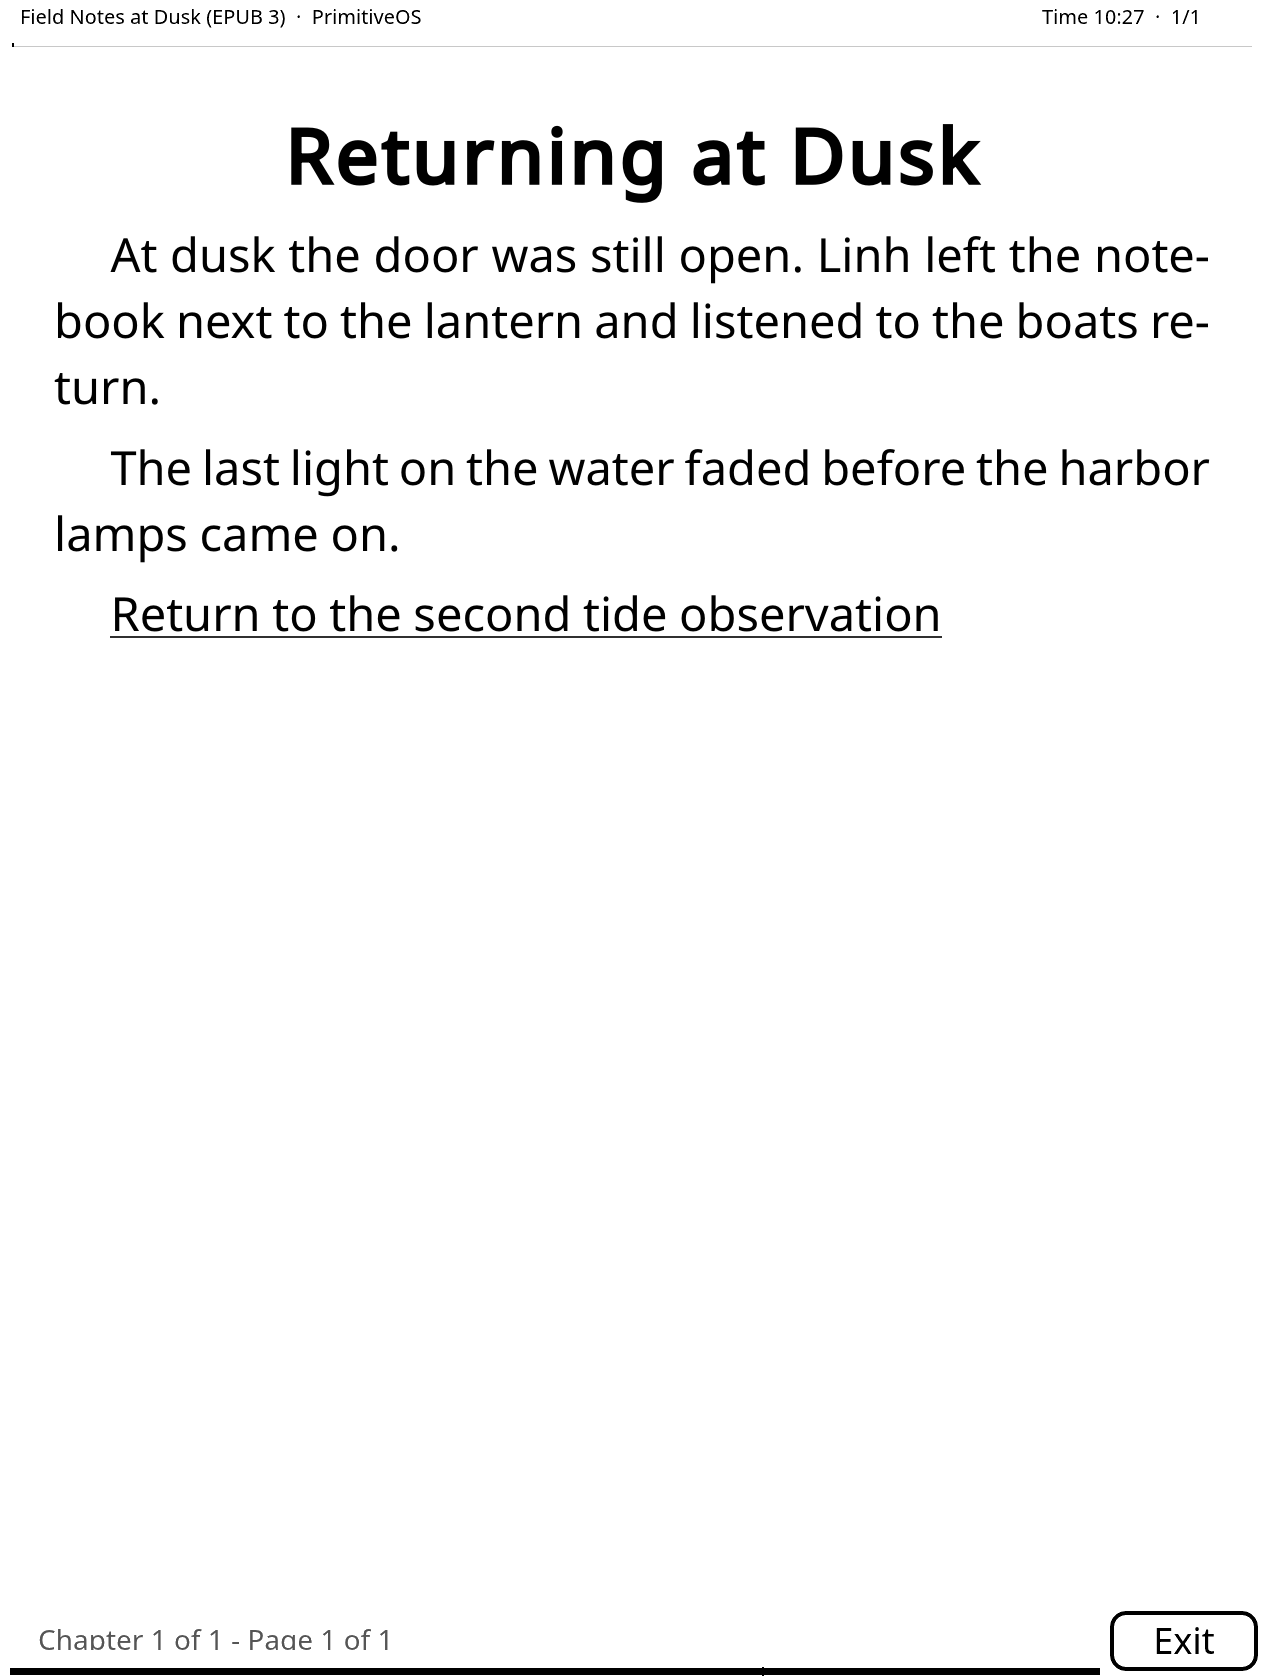 Field Notes at Dusk (EPUB 3) · PrimitiveOS
Time 10:27 · 1/1
Returning at Dusk
At dusk the door was still open. Linh left the note-
book next to the lantern and listened to the boats re-
turn.
The last light on the water faded before the harbor
lamps came on.
Return to the second tide observation
Chapter 1 of 1 - Page 1 of 1
Exit